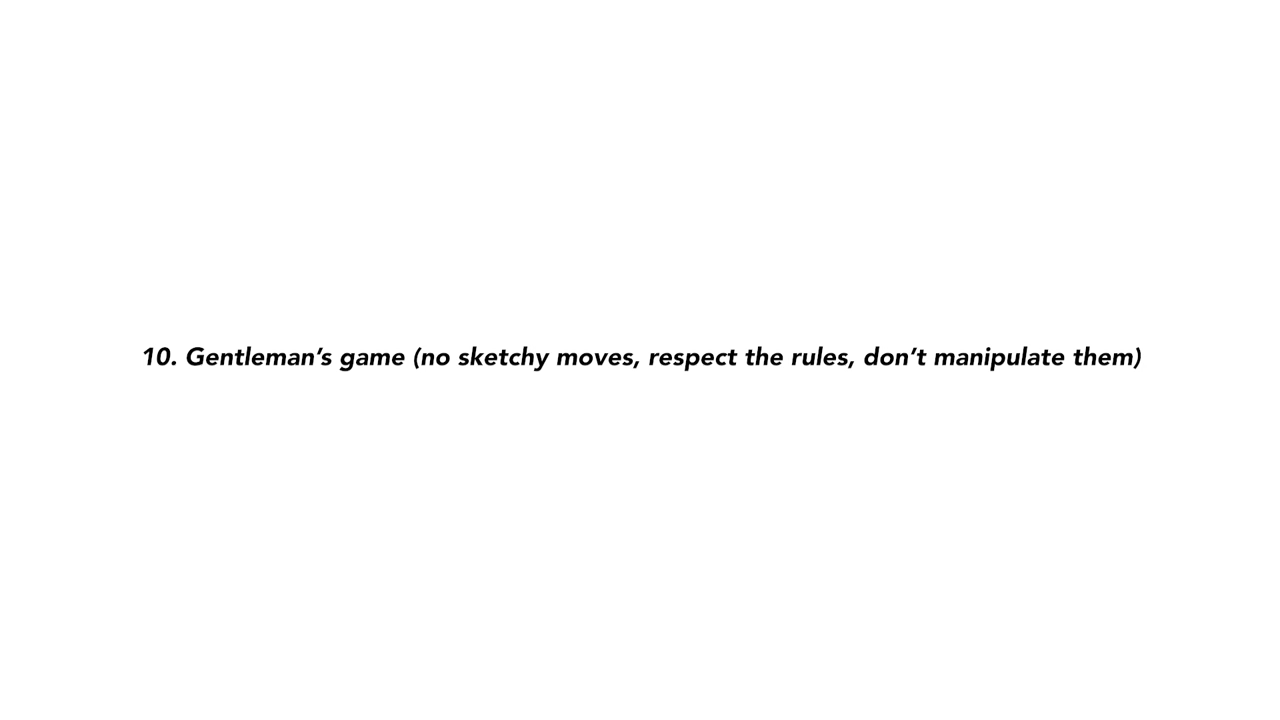 10. Gentleman’s game (no sketchy moves, respect the rules, don’t manipulate them)